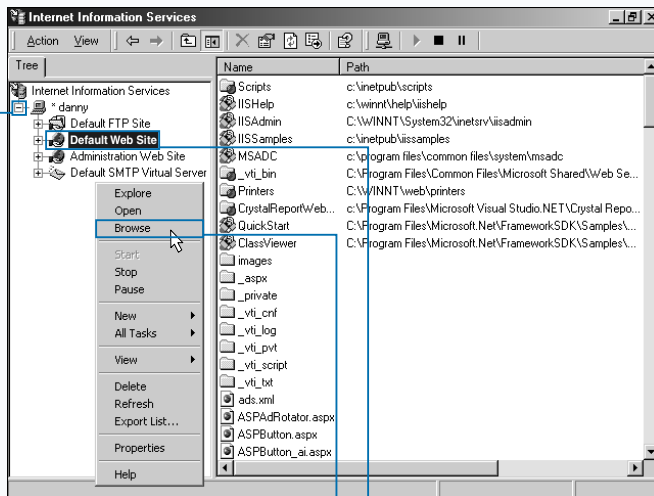 Internet Information Services
Action View
Tree
Name Path
Internet Information Services
* danny
Default FTP Site
Default Web Site
Administration Web Site
Default SMTP Virtual Server
Explore
Open
Browse
Start
Stop
Pause
New
All Tasks
View
Delete
Refresh
Export List...
Properties
Help
Scripts c:\inetpub\scripts
IISHelp c:\winnt\help\iishelp
IISAdmin C:\WINNT\System32\inetsrv\iisadmin
IISSamples c:\inetpub\iissamples
MSADC c:\program files\common files\system\msadc
_vti_bin C:\Program Files\Common Files\Microsoft Shared\Web Se...
Printers C:\WINNT\web\printers
CrystalReportWeb... c:\Program Files\Microsoft Visual Studio.NET\Crystal Repo...
QuickStart C:\Program Files\Microsoft.Net\FrameworkSDK\Samples\...
ClassViewer C:\Program Files\Microsoft.Net\FrameworkSDK\Samples\...
images
_aspx
_private
_vti_cnf
_vti_log
_vti_pvt
_vti_script
_vti_txt
ads.xml
ASPAdRotator.aspx
ASPButton.aspx
ASPButton_ai.aspx